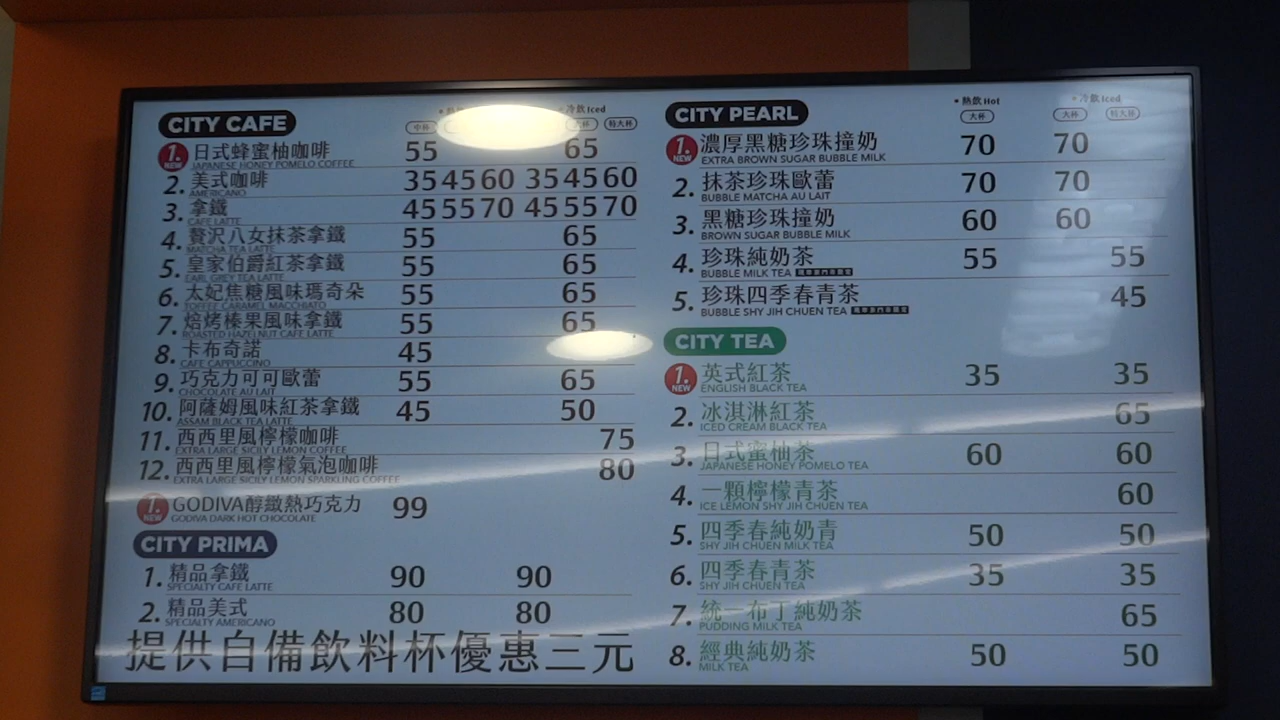 CITY CAFE
冷飲 Iced
中杯 特大杯
1. NEW 日式蜂蜜柚咖啡 55 65
JAPANESE HONEY POMELO COFFEE
2. 美式咖啡 35 45 60 35 45 60
AMERICANO
3. 拿鐵 45 55 70 45 55 70
CAFE LATTE
4. 贅沢八女抹茶拿鐵 55 65
MATCHA TEA LATTE
5. 皇家伯爵紅茶拿鐵 55 65
EARL GREY TEA LATTE
6. 太妃焦糖風味瑪奇朵 55 65
TOFFEE CARAMEL MACCHIATO
7. 焙烤榛果風味拿鐵 55 65
ROASTED HAZELNUT CAFE LATTE
8. 卡布奇諾 45
CAFE CAPPUCCINO
9. 巧克力可可歐蕾 55 65
CHOCOLATE AU LAIT
10. 阿薩姆風味紅茶拿鐵 45 50
ASSAM BLACK TEA LATTE
11. 西西里風檸檬咖啡 75
EXTRA LARGE SICILY LEMON COFFEE
12. 西西里風檸檬氣泡咖啡 80
EXTRA LARGE SICILY LEMON SPARKLING COFFEE
1. NEW GODIVA醇緻熱巧克力 99
GODIVA DARK HOT CHOCOLATE
CITY PRIMA
1. 精品拿鐵 90 90
SPECIALTY CAFE LATTE
2. 精品美式 80 80
SPECIALTY AMERICANO
提供自備飲料杯優惠三元
CITY PEARL
熱飲 Hot 冷飲 Iced
大杯 大杯 特大杯
1. NEW 濃厚黑糖珍珠撞奶 70 70
EXTRA BROWN SUGAR BUBBLE MILK
2. 抹茶珍珠歐蕾 70 70
BUBBLE MATCHA AU LAIT
3. 黑糖珍珠撞奶 60 60
BROWN SUGAR BUBBLE MILK
4. 珍珠純奶茶 55 55
BUBBLE MILK TEA
5. 珍珠四季春青茶 45
BUBBLE SHY JIH CHUEN TEA
CITY TEA
1. NEW 英式紅茶 35 35
ENGLISH BLACK TEA
2. 冰淇淋紅茶 65
ICED CREAM BLACK TEA
3. 日式蜜柚茶 60 60
JAPANESE HONEY POMELO TEA
4. 一顆檸檬青茶 60
ICE LEMON SHY JIH CHUEN TEA
5. 四季春純奶青 50 50
SHY JIH CHUEN MILK TEA
6. 四季春青茶 35 35
SHY JIH CHUEN TEA
7. 統一布丁純奶茶 65
PUDDING MILK TEA
8. 經典純奶茶 50 50
MILK TEA